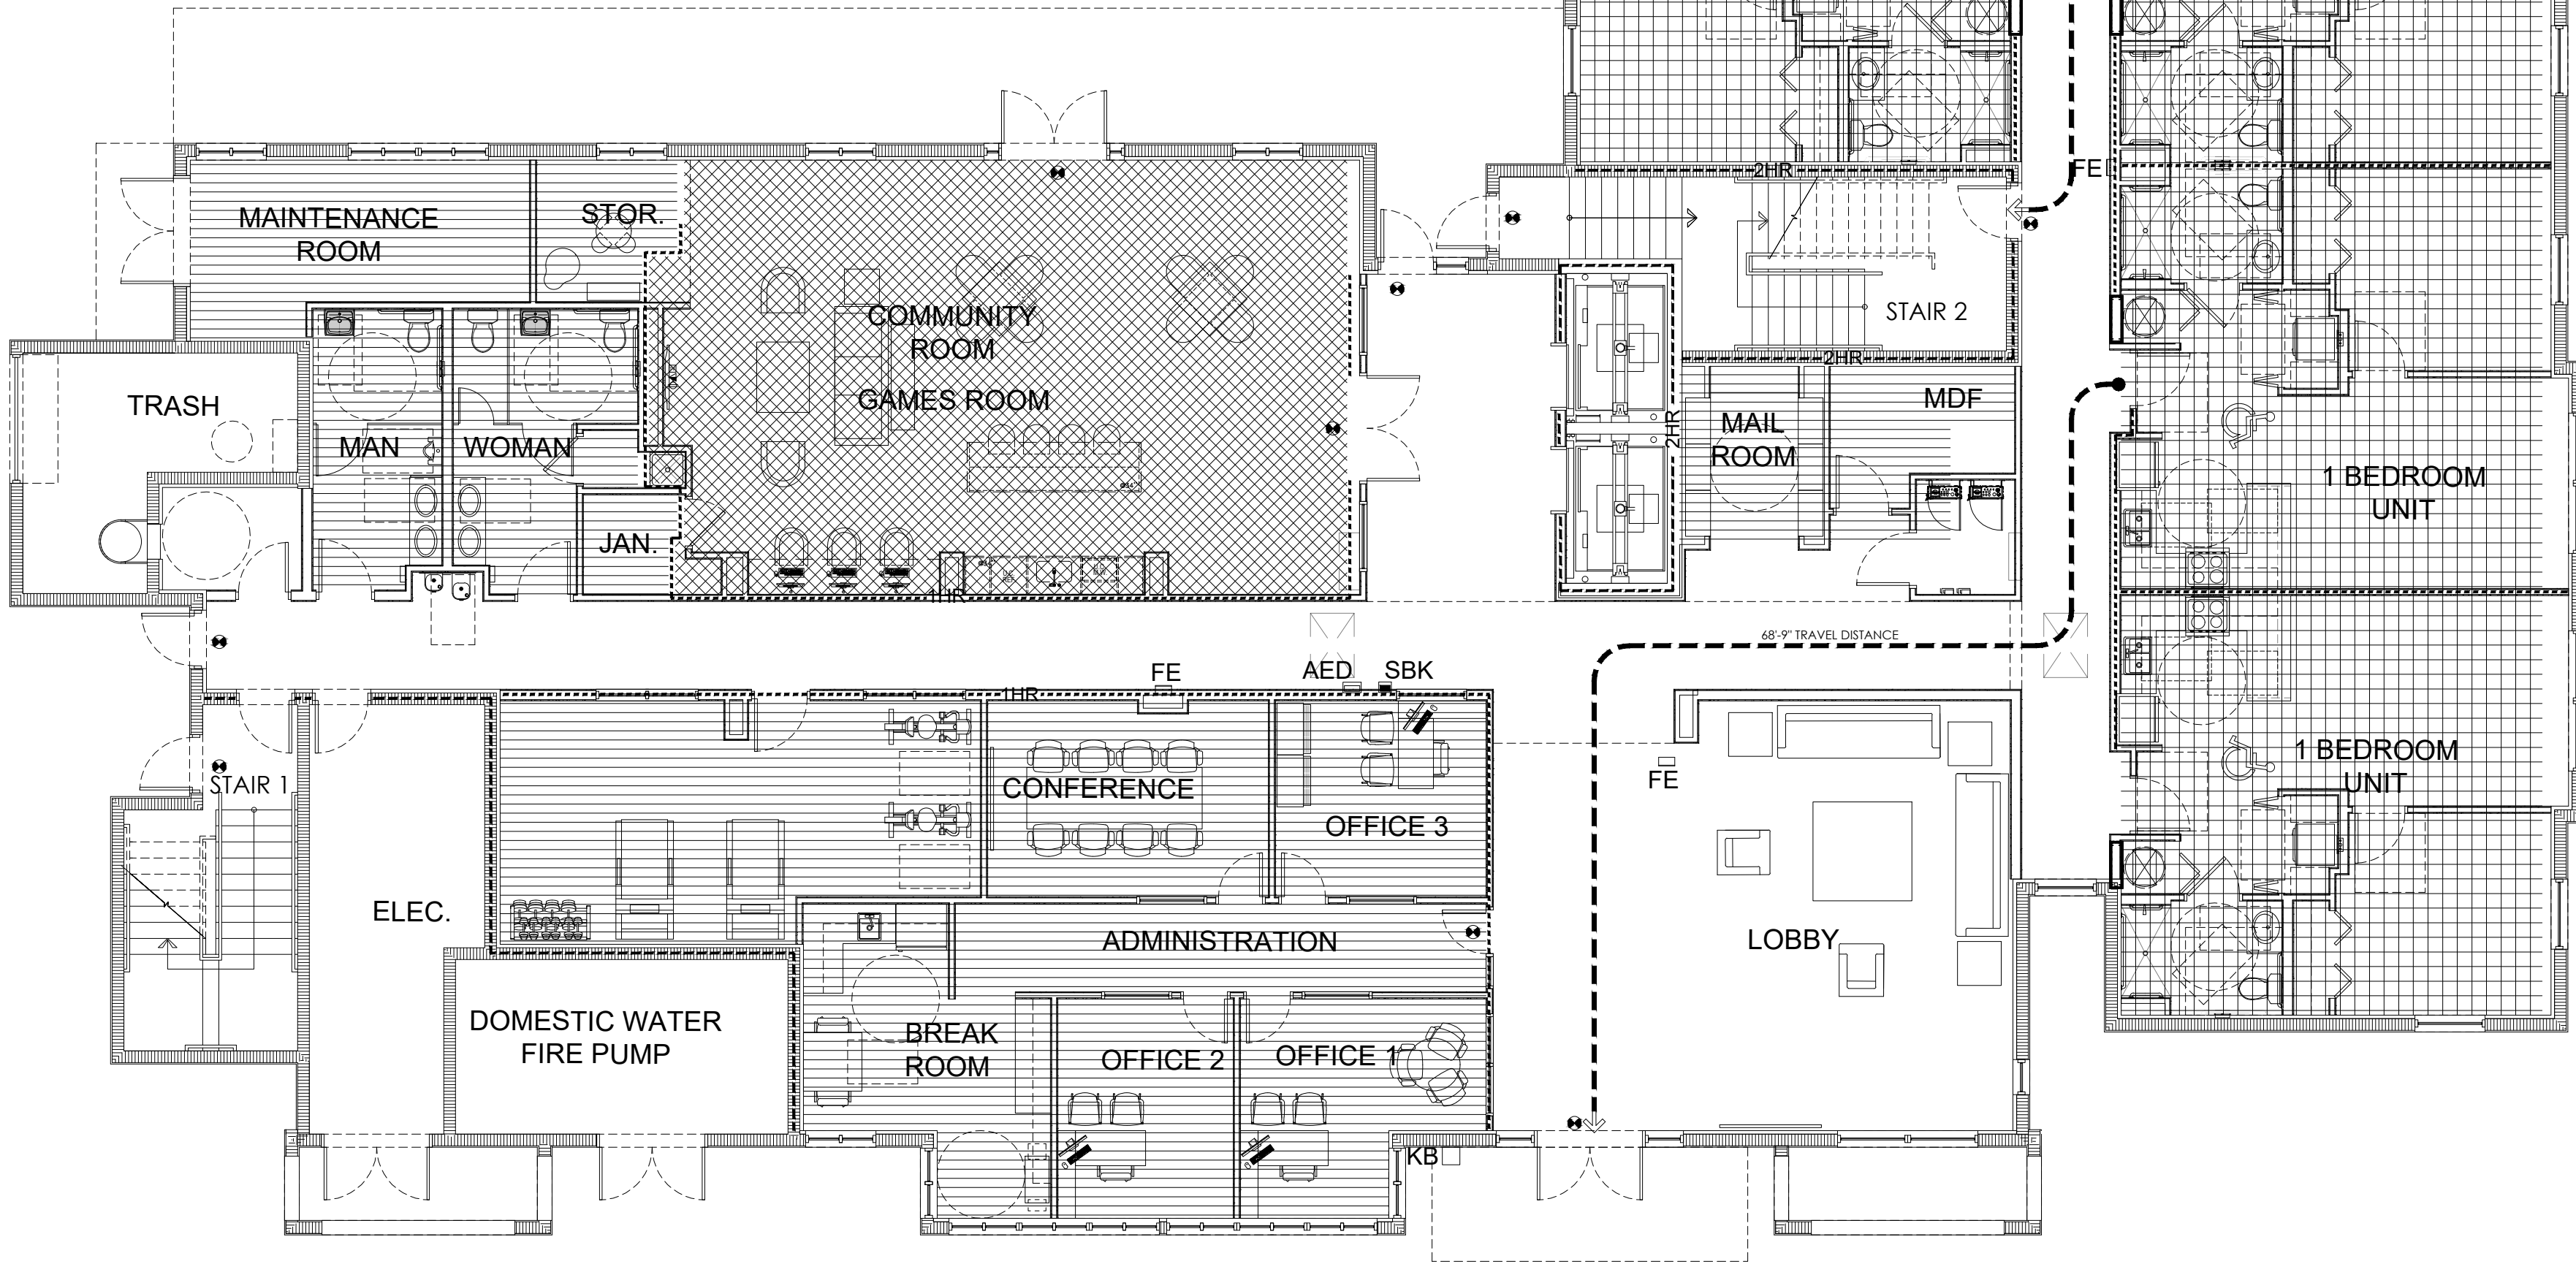 2HR
FE
MAINTENANCE
ROOM
STOR.
COMMUNITY
ROOM
GAMES ROOM
STAIR 2
2HR
TRASH
MAN
WOMAN
MAIL
ROOM
MDF
2HR
1 BEDROOM
UNIT
JAN.
1HR
68'-9" TRAVEL DISTANCE
FE
AED
SBK
1HR
STAIR 1
CONFERENCE
OFFICE 3
FE
1 BEDROOM
UNIT
ELEC.
ADMINISTRATION
LOBBY
DOMESTIC WATER
FIRE PUMP
BREAK
ROOM
OFFICE 2
OFFICE 1
KB